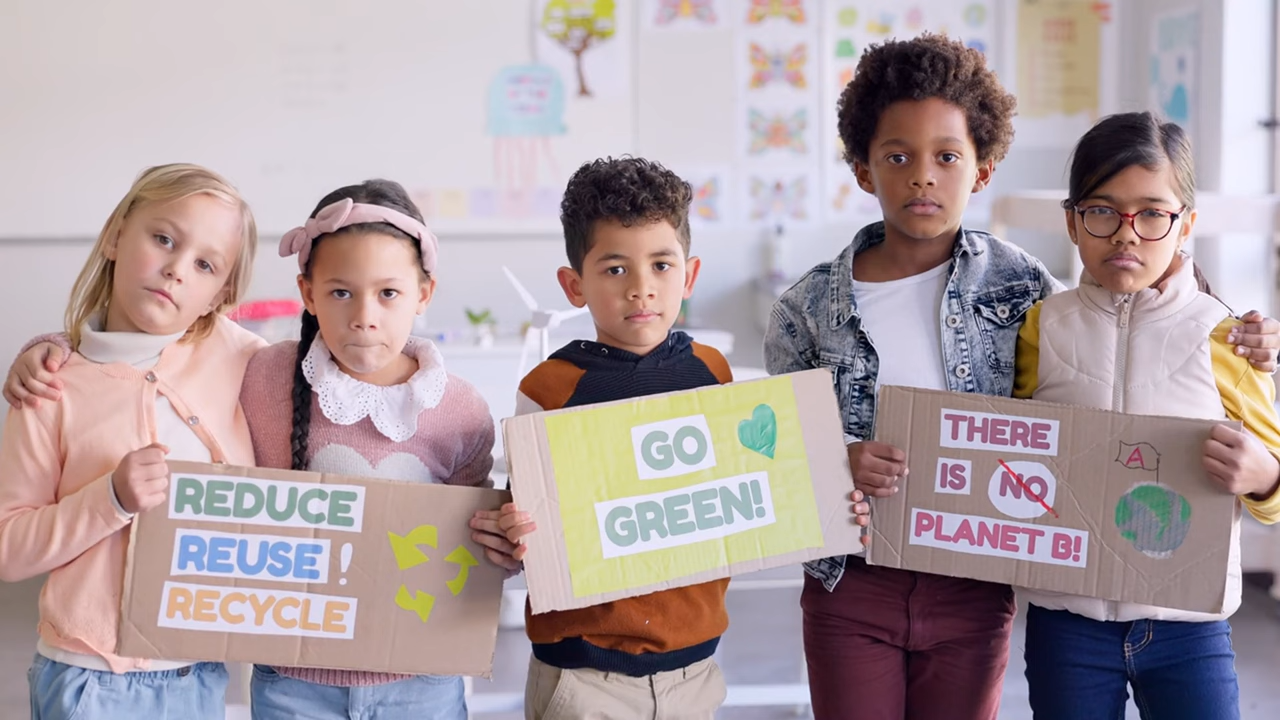 REDUCE
REUSE!
RECYCLE
GO
GREEN!
THERE
IS NO
PLANET B!
A